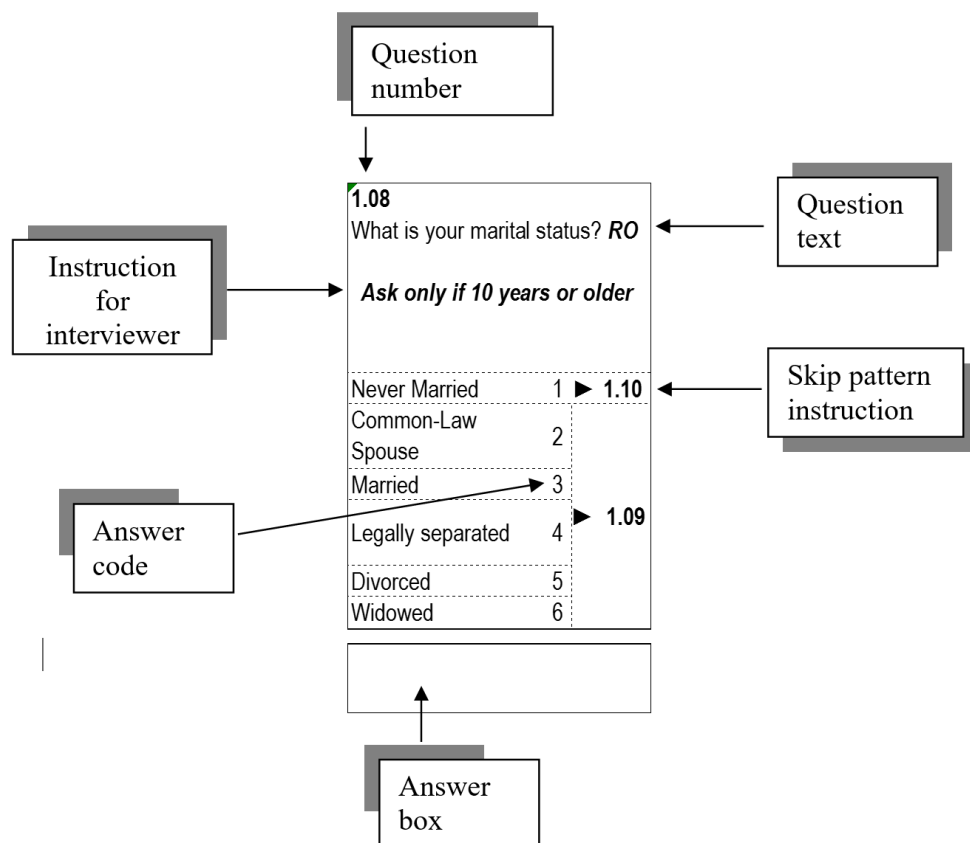 Question
number
1.08
What is your marital status? RO
Question
text
Instruction
for
interviewer
Ask only if 10 years or older
Never Married 1 ► 1.10
Skip pattern
instruction
Common-Law
Spouse 2
Married 3
Answer
code
Legally separated 4
► 1.09
Divorced 5
Widowed 6
Answer
box